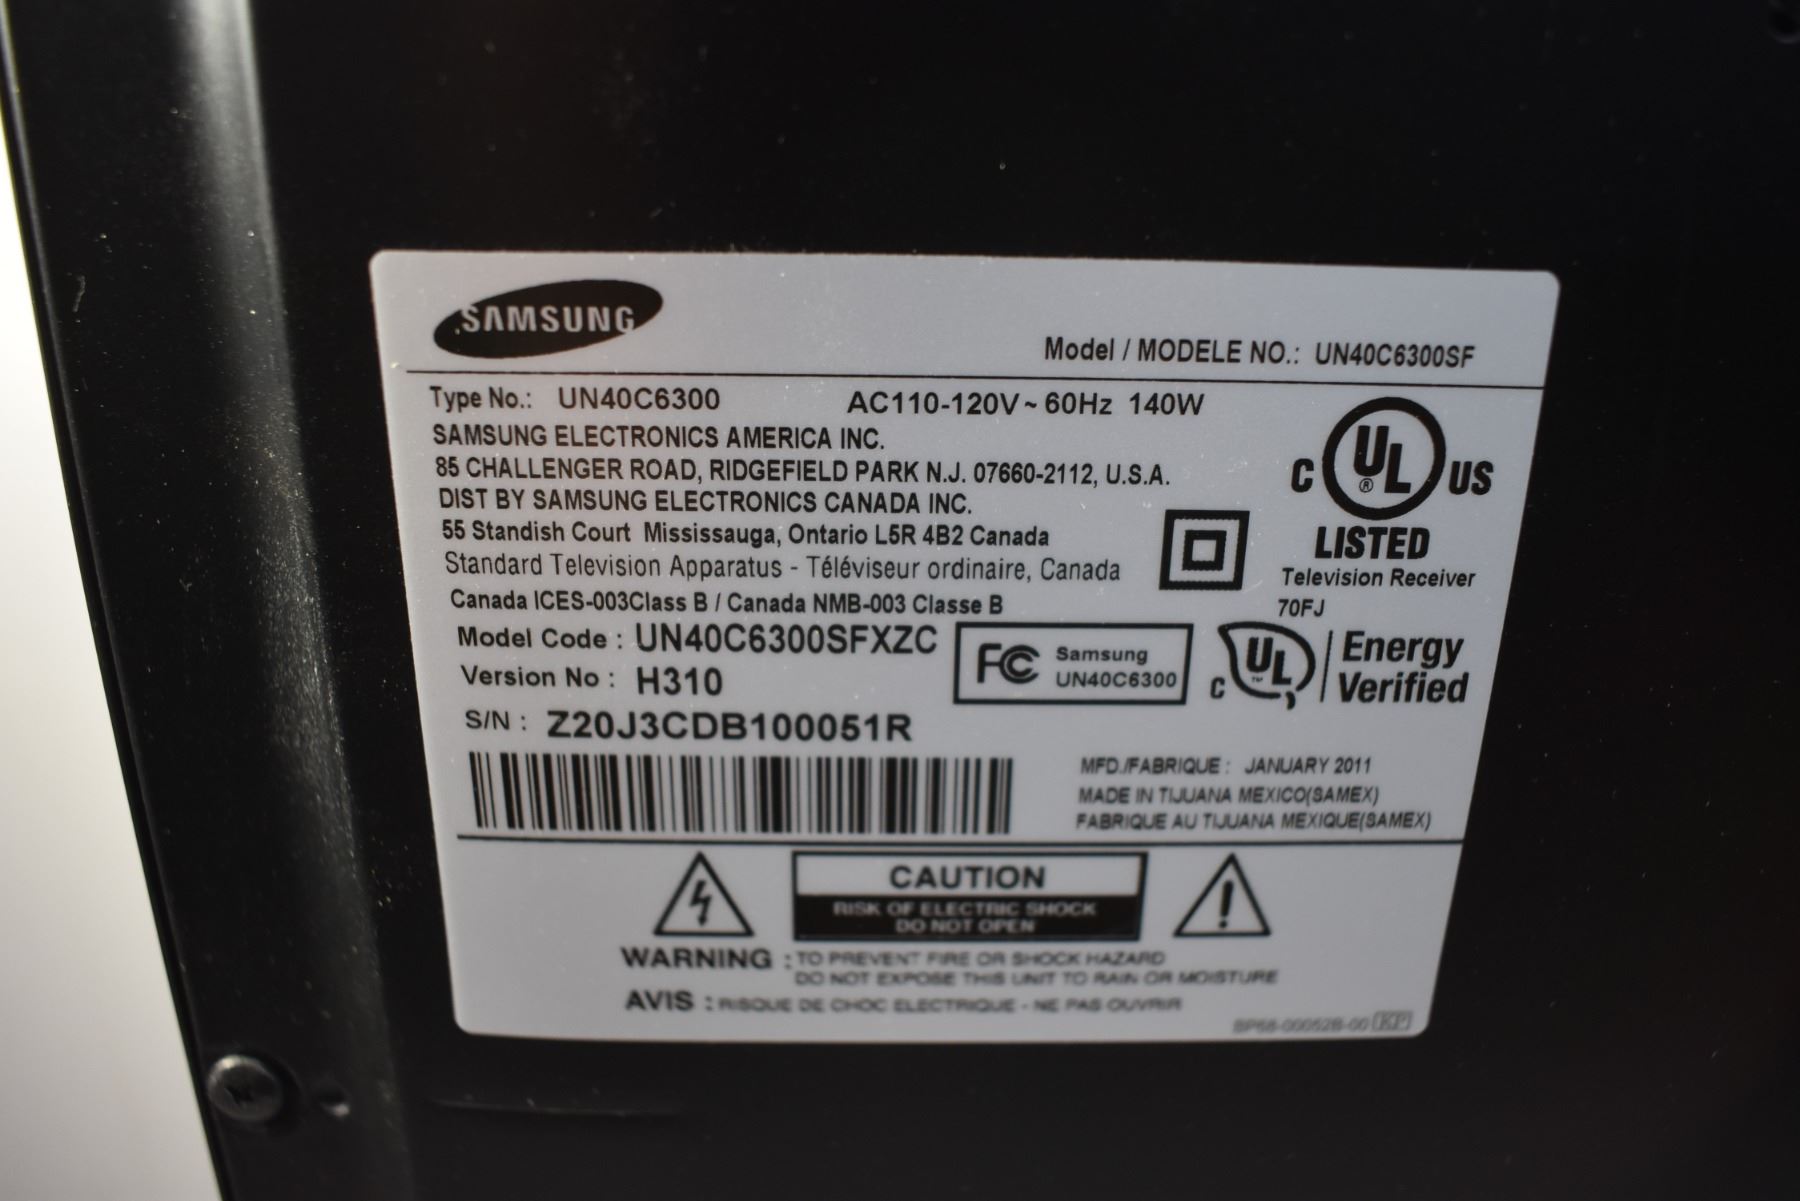 SAMSUNG
Model / MODELE NO.: UN40C6300SF
Type No.: UN40C6300 AC110-120V ~ 60Hz 140W
SAMSUNG ELECTRONICS AMERICA INC.
85 CHALLENGER ROAD, RIDGEFIELD PARK N.J. 07660-2112, U.S.A.
DIST BY SAMSUNG ELECTRONICS CANADA INC.
55 Standish Court Mississauga, Ontario L5R 4B2 Canada
Standard Television Apparatus - Téléviseur ordinaire, Canada
Canada ICES-003Class B / Canada NMB-003 Classe B
C UL ® US
LISTED
Television Receiver
70FJ
Model Code : UN40C6300SFXZC
Version No : H310
FC Samsung
UN40C6300
C UL ™ Energy
Verified
S/N : Z20J3CDB100051R
MFD./FABRIQUE : JANUARY 2011
MADE IN TIJUANA MEXICO(SAMEX)
FABRIQUE AU TIJUANA MEXIQUE(SAMEX)
CAUTION
RISK OF ELECTRIC SHOCK
DO NOT OPEN
WARNING : TO PREVENT FIRE OR SHOCK HAZARD
DO NOT EXPOSE THIS UNIT TO RAIN OR MOISTURE
AVIS : RISQUE DE CHOC ELECTRIQUE - NE PAS OUVRIR
BP68-00052B-00 KP